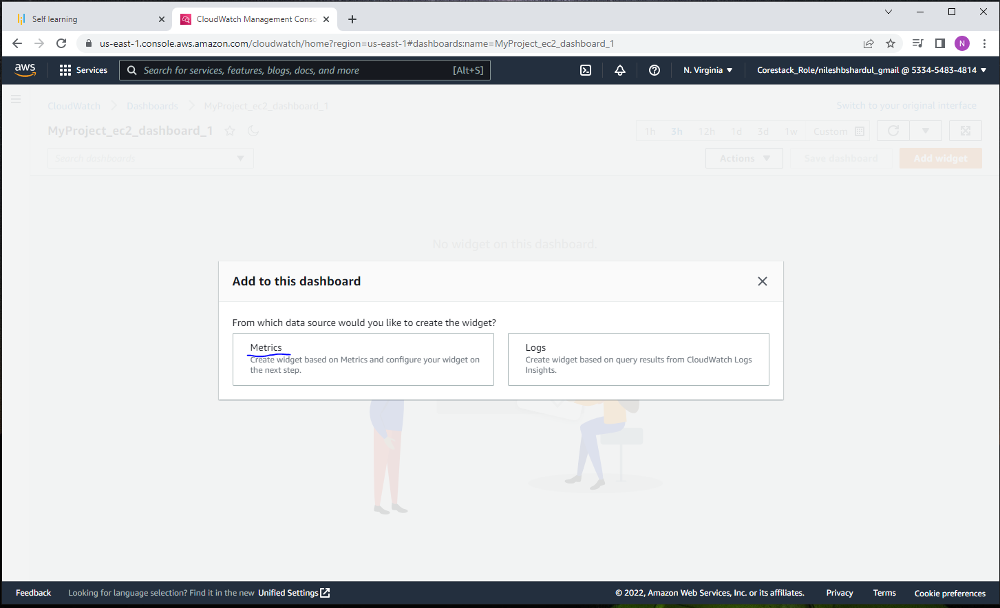 Self learning
CloudWatch Management Conso
us-east-1.console.aws.amazon.com/cloudwatch/home?region=us-east-1#dashboards:name=MyProject_ec2_dashboard_1
N
aws
Services
Search for services, features, blogs, docs, and more
[Alt+S]
N. Virginia
Corestack_Role/nileshbshardul_gmail @ 5334-5483-4814
CloudWatch
Dashboards
MyProject_ec2_dashboard_1
Switch to your original interface
MyProject_ec2_dashboard_1
1h
3h
12h
1d
3d
1w
Custom
Search dashboards
Actions
Save dashboard
Add widget
No widget on this dashboard.
Add to this dashboard
From which data source would you like to create the widget?
Metrics
Create widget based on Metrics and configure your widget on
the next step.
Logs
Create widget based on query results from CloudWatch Logs
Insights.
Feedback
Looking for language selection? Find it in the new Unified Settings
© 2022, Amazon Web Services, Inc. or its affiliates.
Privacy
Terms
Cookie preferences